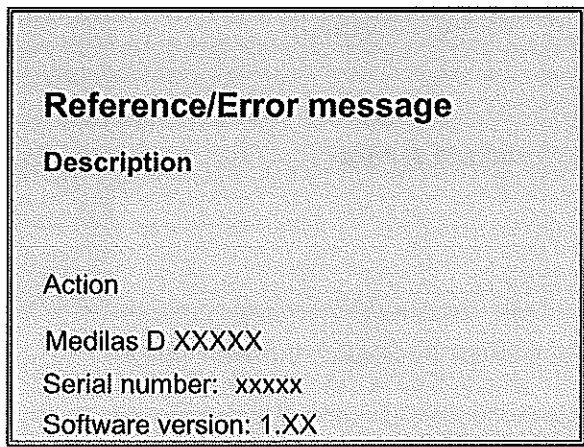 Reference/Error message
Description
Action
Medilas D XXXXX
Serial number: xxxxx
Software version: 1.XX